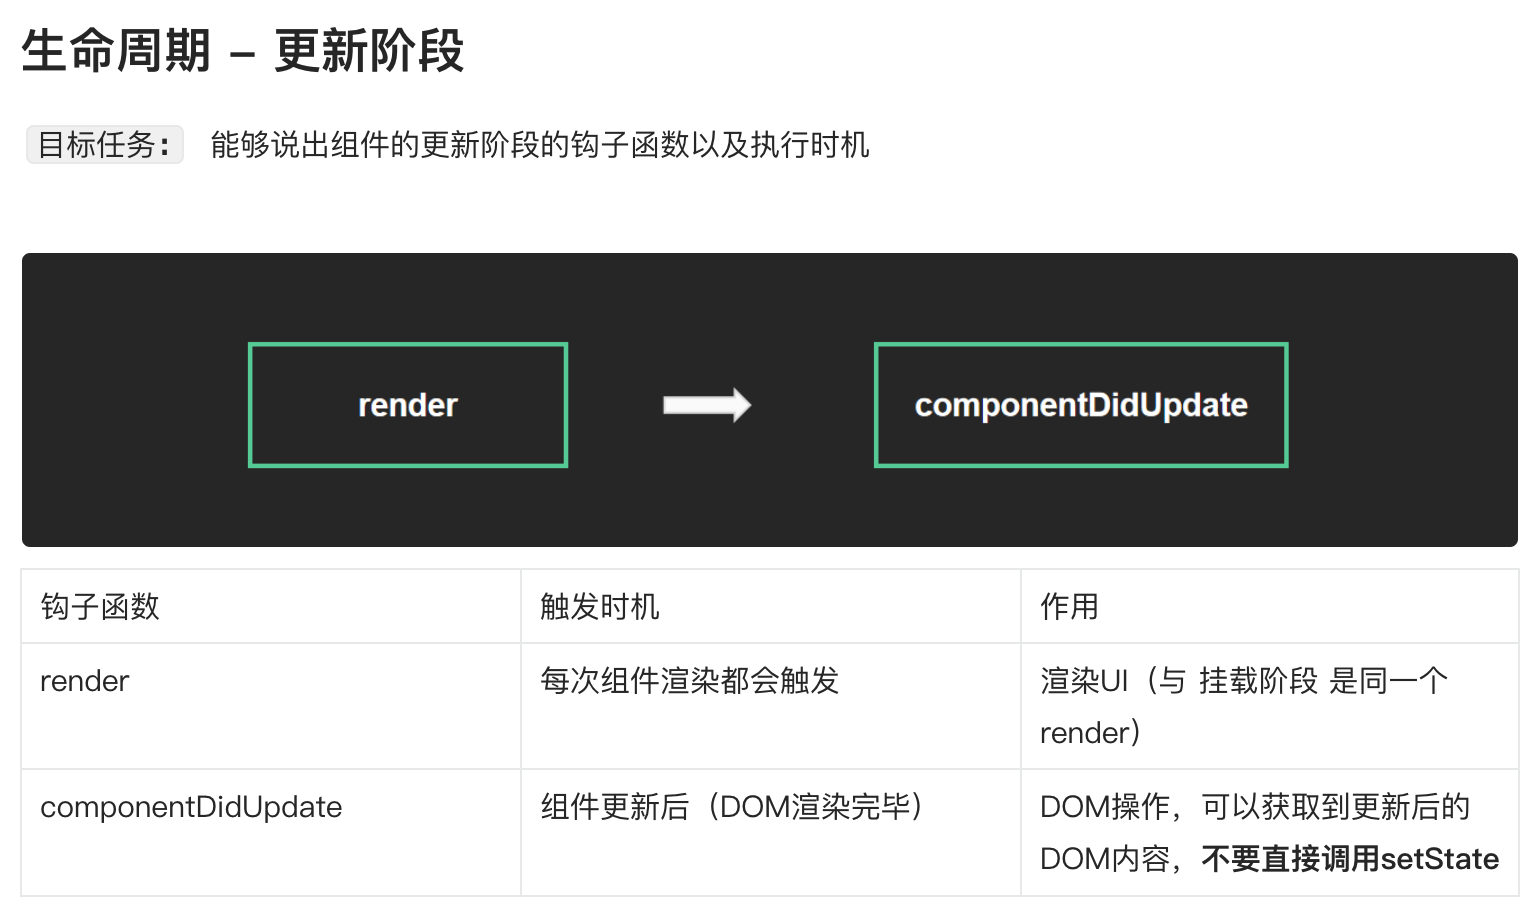 生命周期 – 更新阶段
目标任务： 能够说出组件的更新阶段的钩子函数以及执行时机
render
componentDidUpdate
钩子函数 触发时机 作用
render 每次组件渲染都会触发 渲染UI（与 挂载阶段 是同一个
render）
componentDidUpdate 组件更新后（DOM渲染完毕） DOM操作，可以获取到更新后的
DOM内容，不要直接调用setState